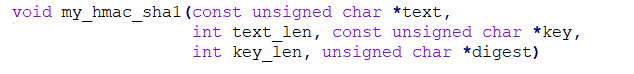 void my_hmac_sha1(const unsigned char *text,
int text_len, const unsigned char *key,
int key_len, unsigned char *digest)